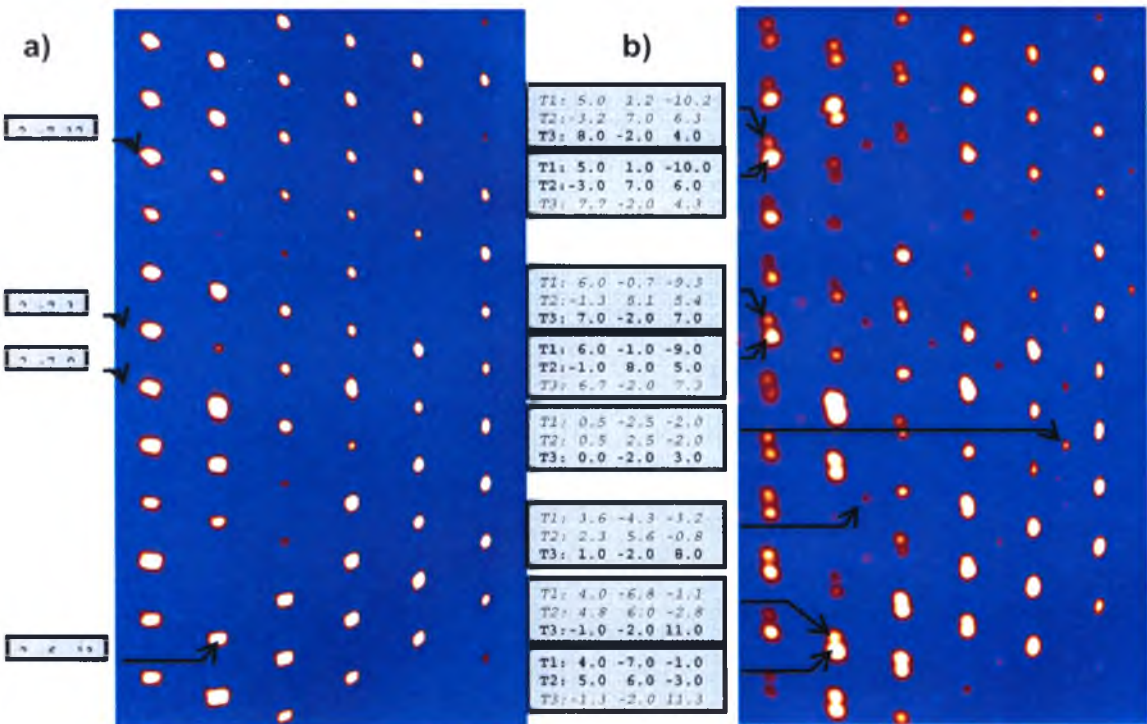 a)
b)
T1: 5.0 1.2 -10.2
T2: -3.2 7.0 6.3
T3: 8.0 -2.0 4.0
T1: 5.0 1.0 -10.0
T2: -3.0 7.0 6.0
T3: 7.7 -2.0 4.3
T1: 6.0 -0.7 -9.3
T2: -1.3 8.1 5.4
T3: 7.0 -2.0 7.0
T1: 6.0 -1.0 -9.0
T2: -1.0 8.0 5.0
T3: 6.7 -2.0 7.3
T1: 0.5 -2.5 -2.0
T2: 0.5 2.5 -2.0
T3: 0.0 -2.0 3.0
T1: 3.6 -4.3 -3.2
T2: 2.3 5.6 -0.8
T3: 1.0 -2.0 8.0
T1: 4.0 -6.8 -1.1
T2: 4.8 6.0 -2.8
T3: -1.0 -2.0 11.0
T1: 4.0 -7.0 -1.0
T2: 5.0 6.0 -3.0
T3: -1.3 -2.0 11.3